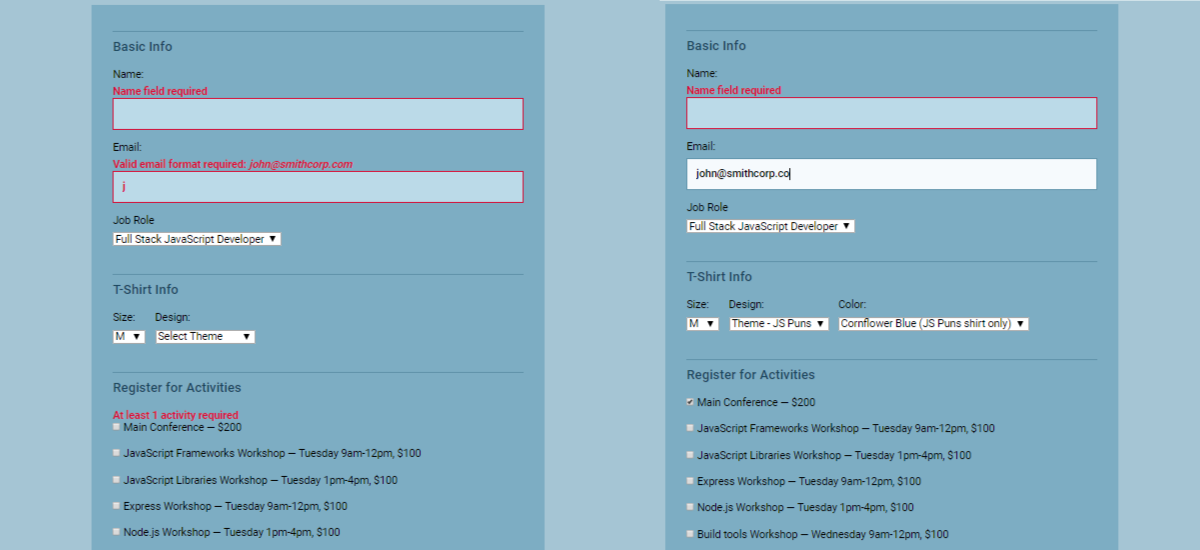 Basic Info
Name:
Name field required
Email:
Valid email format required: john@smithcorp.com
j
Job Role
Full Stack JavaScript Developer ▼
T-Shirt Info
Size: Design:
M ▼ Select Theme ▼
Register for Activities
At least 1 activity required
Main Conference — $200
JavaScript Frameworks Workshop — Tuesday 9am-12pm, $100
JavaScript Libraries Workshop — Tuesday 1pm-4pm, $100
Express Workshop — Tuesday 9am-12pm, $100
Node.js Workshop — Tuesday 1pm-4pm, $100
Basic Info
Name:
Name field required
Email:
john@smithcorp.co
Job Role
Full Stack JavaScript Developer ▼
T-Shirt Info
Size: Design: Color:
M ▼ Theme - JS Puns ▼ Cornflower Blue (JS Puns shirt only) ▼
Register for Activities
Main Conference — $200
JavaScript Frameworks Workshop — Tuesday 9am-12pm, $100
JavaScript Libraries Workshop — Tuesday 1pm-4pm, $100
Express Workshop — Tuesday 9am-12pm, $100
Node.js Workshop — Tuesday 1pm-4pm, $100
Build tools Workshop — Wednesday 9am-12pm, $100